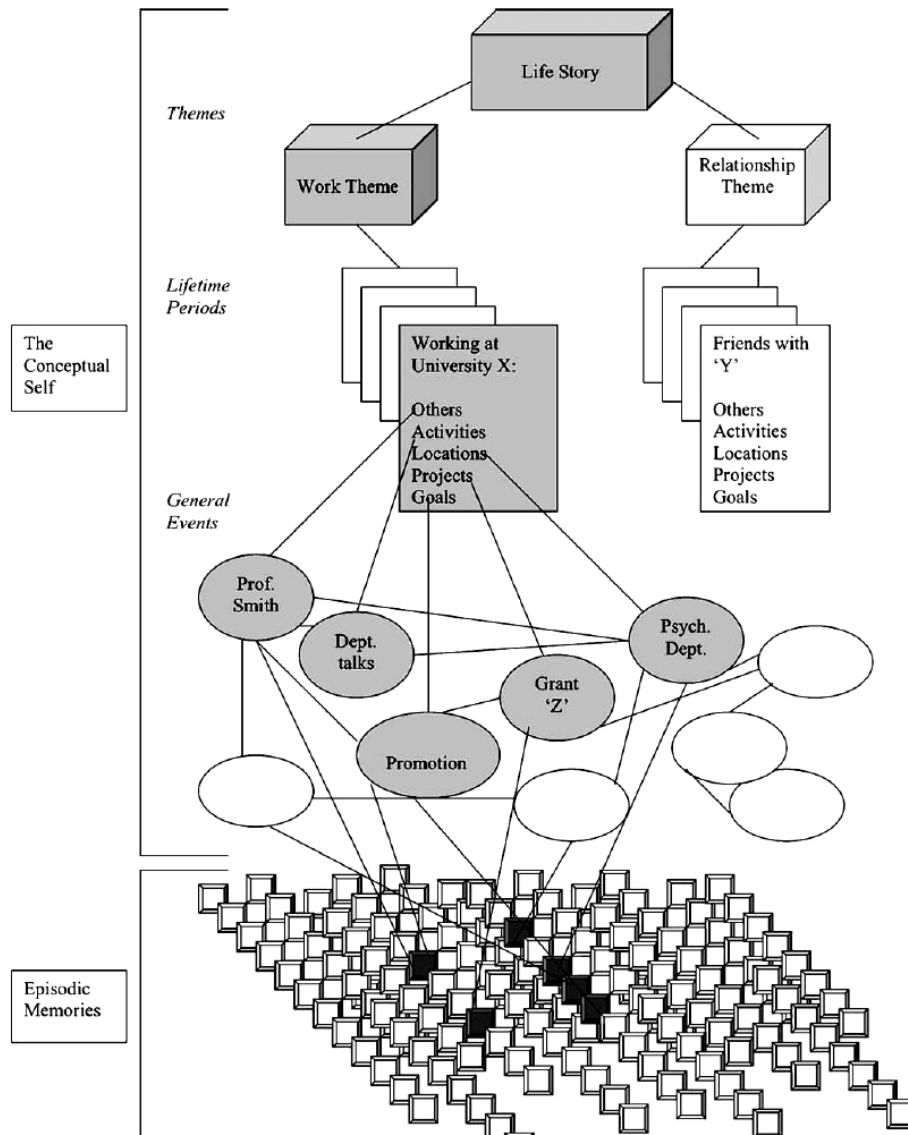 Life Story
Themes
Work Theme
Relationship
Theme
Lifetime
Periods
The
Conceptual
Self
Working at
University X:
Others
Activities
Locations
Projects
Goals
Friends with
‘Y’
Others
Activities
Locations
Projects
Goals
General
Events
Prof.
Smith
Dept.
talks
Psych.
Dept.
Grant
‘Z’
Promotion
Episodic
Memories